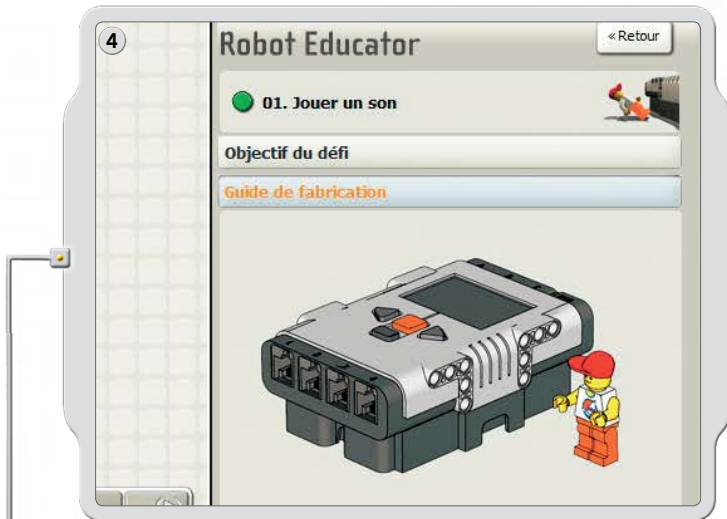 4
Robot Educator
« Retour
01. Jouer un son
Objectif du défi
Guide de fabrication